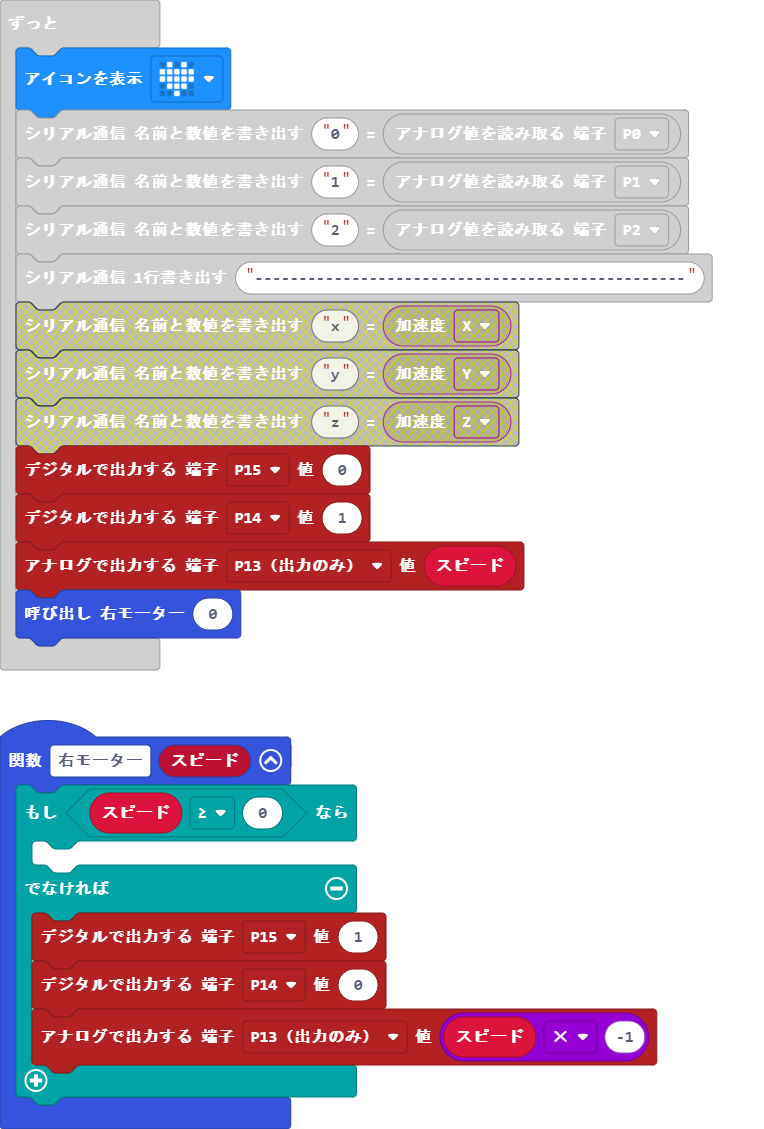 ずっと
アイコンを表示
シリアル通信 名前と数値を書き出す "0" = アナログ値を読み取る 端子 P0
シリアル通信 名前と数値を書き出す "1" = アナログ値を読み取る 端子 P1
シリアル通信 名前と数値を書き出す "2" = アナログ値を読み取る 端子 P2
シリアル通信 1行書き出す "------------------------------------------------"
シリアル通信 名前と数値を書き出す "x" = 加速度 X
シリアル通信 名前と数値を書き出す "y" = 加速度 Y
シリアル通信 名前と数値を書き出す "z" = 加速度 Z
デジタルで出力する 端子 P15 値 0
デジタルで出力する 端子 P14 値 1
アナログで出力する 端子 P13（出力のみ） 値 スピード
呼び出し 右モーター 0
関数 右モーター スピード
もし スピード ≥ 0 なら
でなければ
デジタルで出力する 端子 P15 値 1
デジタルで出力する 端子 P14 値 0
アナログで出力する 端子 P13（出力のみ） 値 スピード × -1